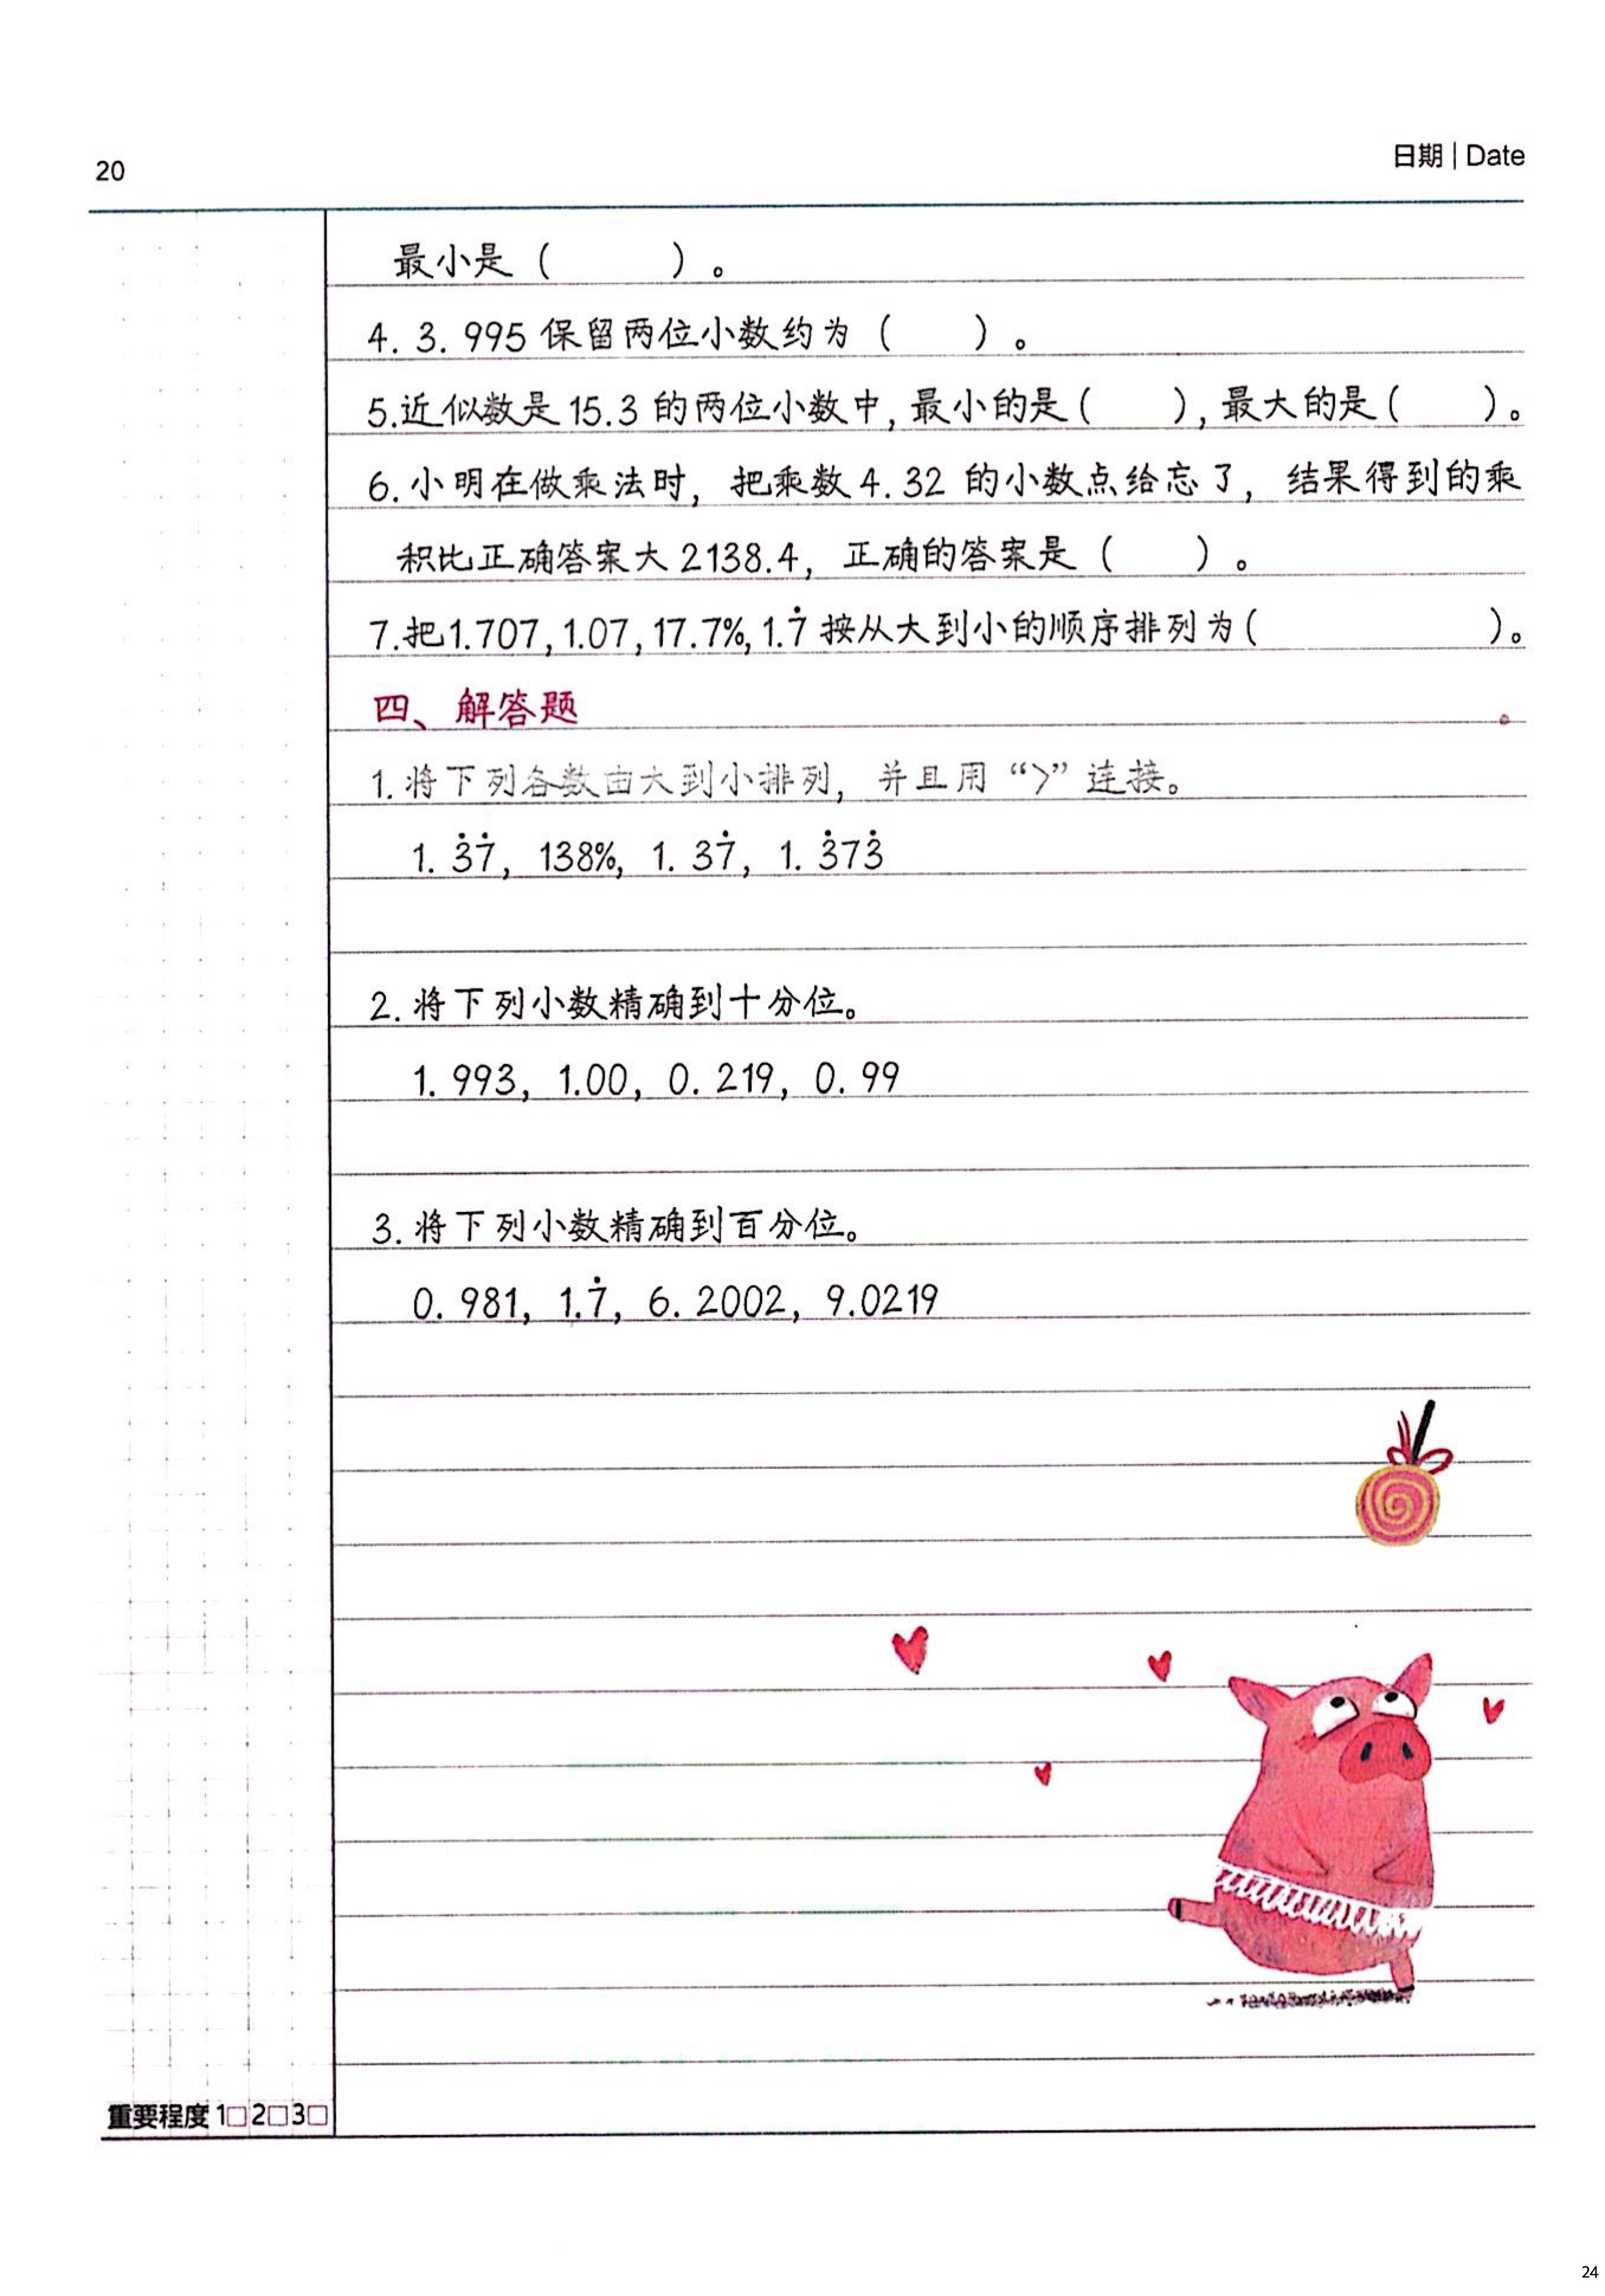 20
日期 | Date
最小是（　　　）。
4. 3. 995 保留两位小数约为（　　）。
5.近似数是15.3的两位小数中,最小的是(　　),最大的是(　　)。
6.小明在做乘法时，把乘数4.32的小数点给忘了，结果得到的乘
积比正确答案大2138.4，正确的答案是（　　）。
7.把1.707,1.07,17.7%,1.7̇按从大到小的顺序排列为(　　　　　)。
四、解答题
1.将下列各数由大到小排列，并且用“>”连接。
1. 3̇7̇, 138%, 1. 37̇, 1. 3̇73̇
2.将下列小数精确到十分位。
1. 993, 1.00, 0. 219, 0. 99
3.将下列小数精确到百分位。
0. 981, 1.7̇, 6. 2002, 9.0219
重要程度 1□ 2□ 3□
24